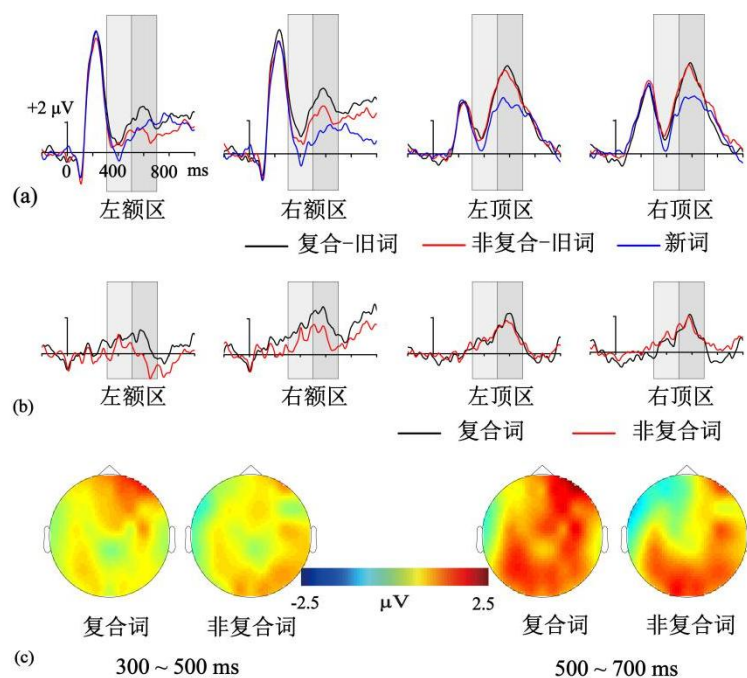 +2 μV
0 400 800 ms
(a)
左额区 右额区 左顶区 右顶区
复合-旧词 非复合-旧词 新词
(b)
左额区 右额区 左顶区 右顶区
复合词 非复合词
-2.5 μV 2.5
复合词 非复合词 复合词 非复合词
(c)
300 ~ 500 ms 500 ~ 700 ms